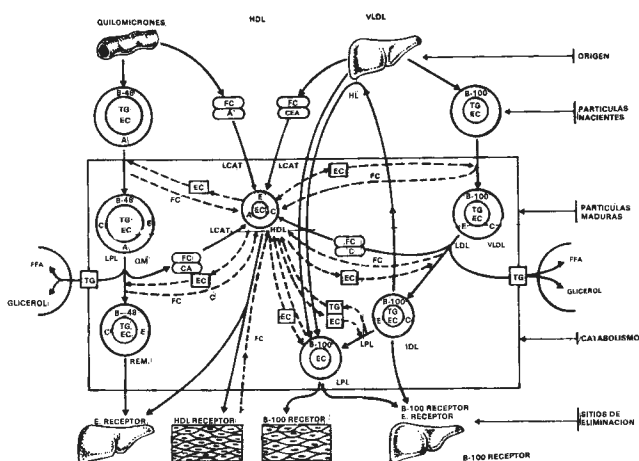 QUILOMICRONES
HDL
VLDL
ORIGEN
B-48
TG
EC
A
FC
A
FC
CEA
HL
B-100
TG
EC
PARTICULAS
NACIENTES
LCAT
LCAT
EC
FC
EC
FC
B-48
TG
EC
C
E
A
E
A
EC
C
HDL
B-100
TG
EC
E
C
LDL
VLDL
PARTICULAS
MADURAS
LPL
QM
LCAT
FC
CA
EC
FC
C
FC
C
FC
EC
FFA
GLICEROL
TG
TG
FFA
GLICEROL
B-48
TG
EC
C
E
REM.
FC
EC
TG
EC
B-100
EC
LPL
LPL
B-100
TG
EC
E
C
IDL
CATABOLISMO
E. RECEPTOR
HDL RECEPTOR
B-100 RECETOR
B-100 RECEPTOR
E. RECEPTOR
SITIOS DE
ELIMINACION
B-100 RECEPTOR